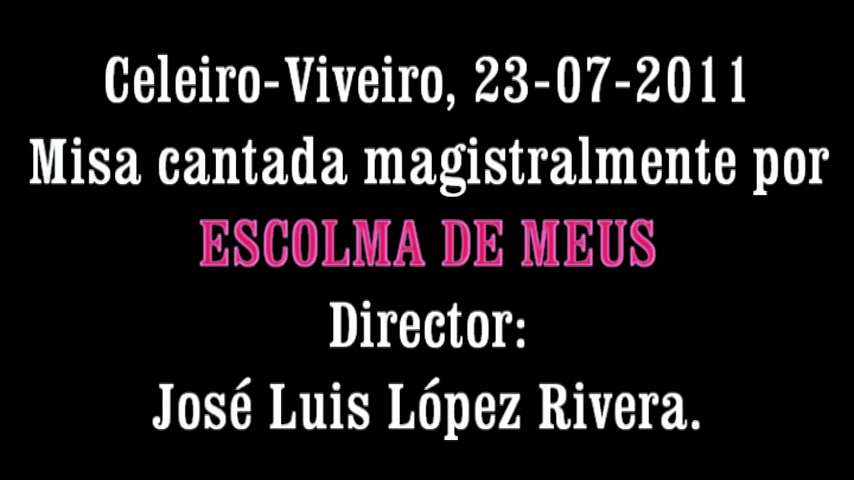 Celeiro-Viveiro, 23-07-2011
Misa cantada magistralmente por
ESCOLMA DE MEUS
Director:
José Luis López Rivera.